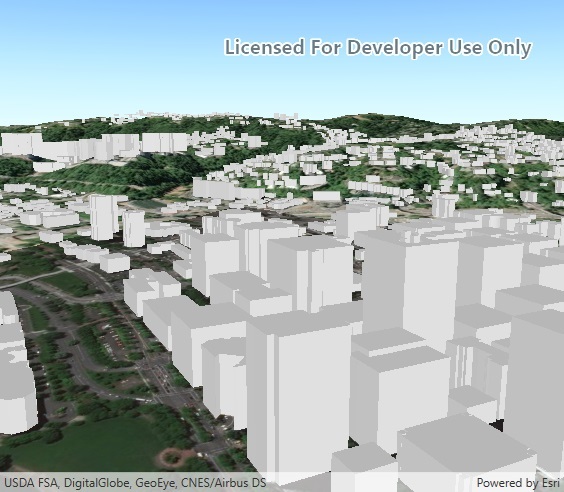 Licensed For Developer Use Only
USDA FSA, DigitalGlobe, GeoEye, CNES/Airbus DS
Powered by Esri